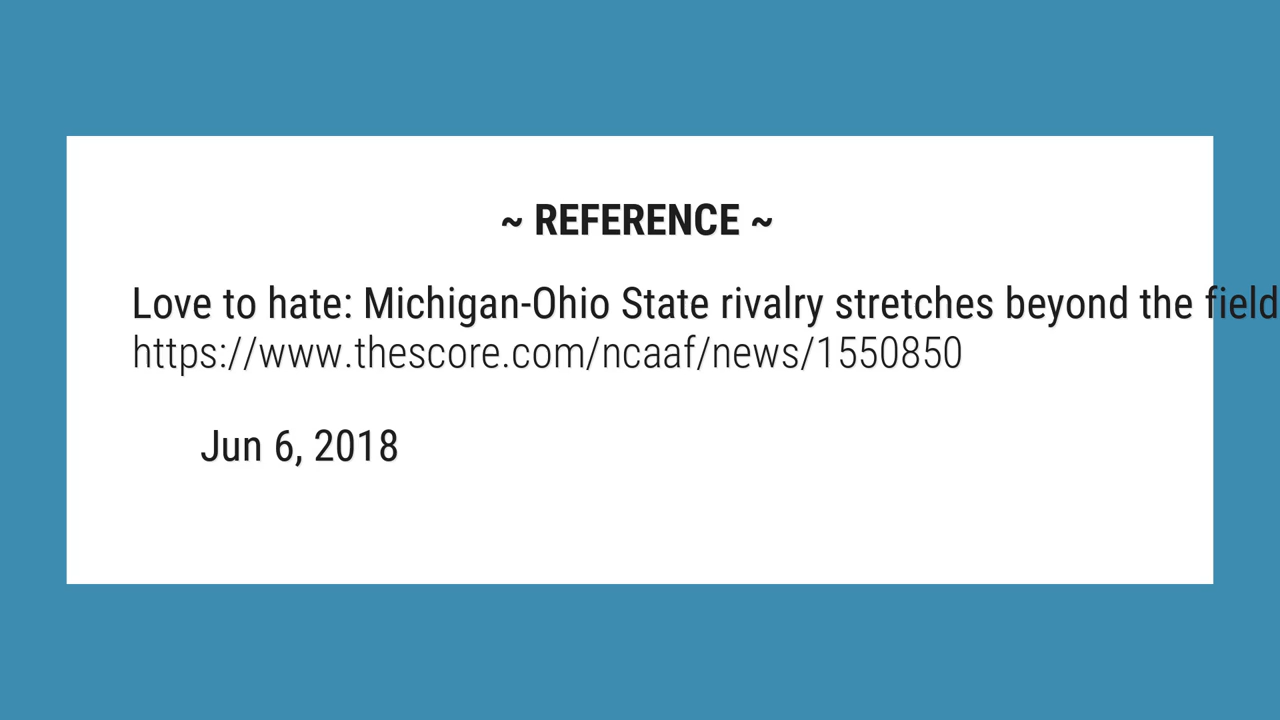 ~ REFERENCE ~
Love to hate: Michigan-Ohio State rivalry stretches beyond the field
https://www.thescore.com/ncaaf/news/1550850
Jun 6, 2018